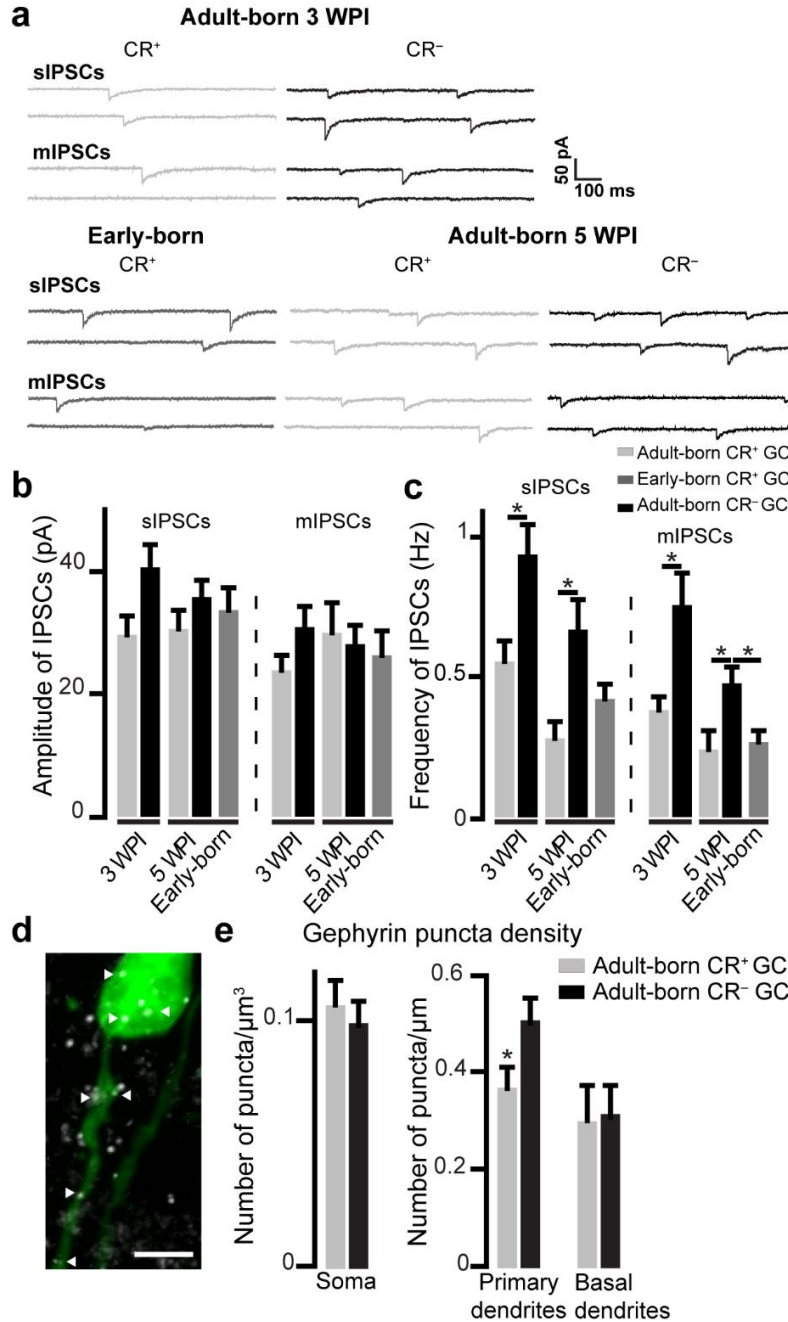 a
Adult-born 3 WPI
CR⁺ CR⁻
sIPSCs
mIPSCs
50 pA
100 ms
Early-born Adult-born 5 WPI
CR⁺ CR⁺ CR⁻
sIPSCs
mIPSCs
Adult-born CR⁺ GC
Early-born CR⁺ GC
Adult-born CR⁻ GC
b
sIPSCs mIPSCs
Amplitude of IPSCs (pA)
40
20
0
3 WPI
5 WPI
Early-born
3 WPI
5 WPI
Early-born
c
sIPSCs
mIPSCs
Frequency of IPSCs (Hz)
1
0.5
0
* * * * *
3 WPI
5 WPI
Early-born
3 WPI
5 WPI
Early-born
d
e
Gephyrin puncta density
Adult-born CR⁺ GC
Adult-born CR⁻ GC
Number of puncta/µm³
0.1
0
Soma
Number of puncta/µm
0.6
0.4
0.2
0
*
Primary dendrites
Basal dendrites